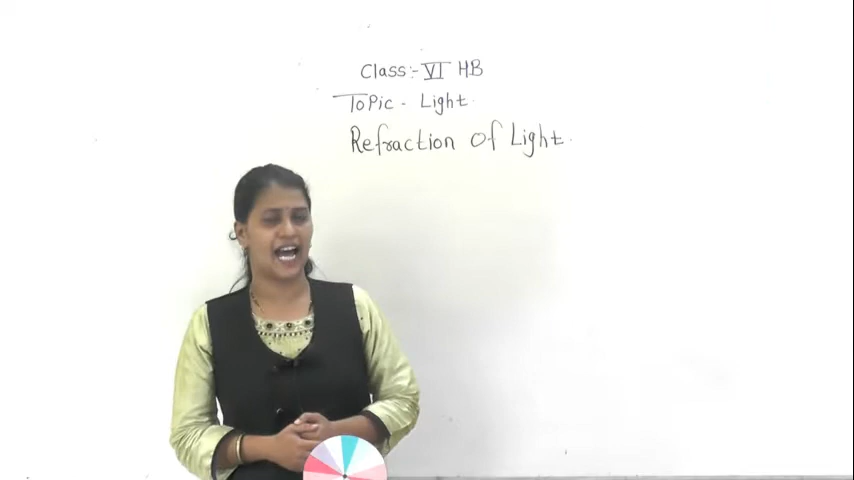 Class:- VI HB
Topic - Light.
Refraction of Light.